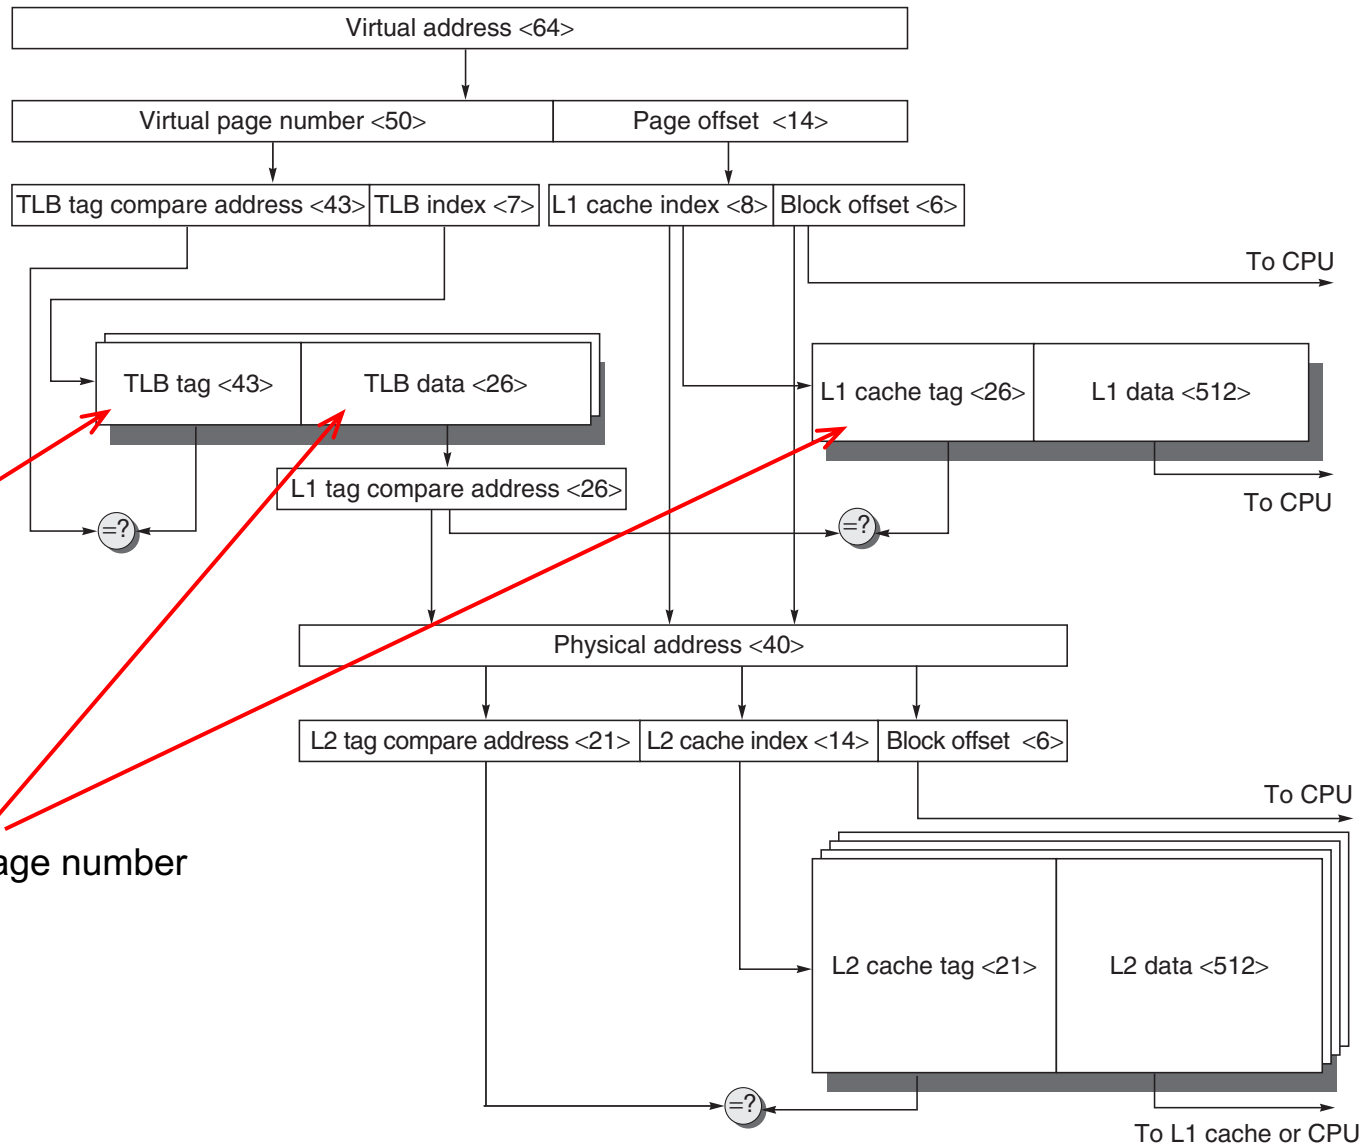 Virtual address <64>
Virtual page number <50>
Page offset <14>
TLB tag compare address <43>
TLB index <7>
L1 cache index <8>
Block offset <6>
To CPU
TLB tag <43>
TLB data <26>
L1 cache tag <26>
L1 data <512>
L1 tag compare address <26>
To CPU
=?
=?
Physical address <40>
L2 tag compare address <21>
L2 cache index <14>
Block offset <6>
To CPU
age number
L2 cache tag <21>
L2 data <512>
=?
To L1 cache or CPU